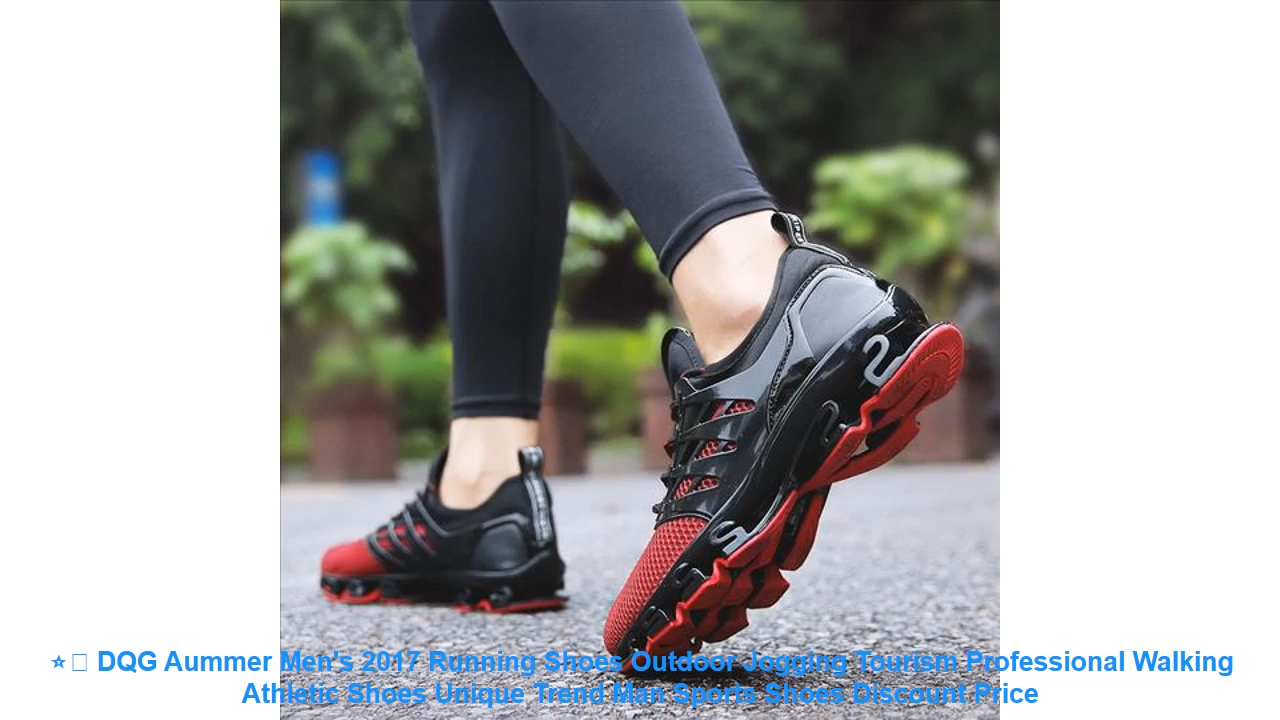 ☆ □ DQG Aummer Men's 2017 Running Shoes Outdoor Jogging Tourism Professional Walking
Athletic Shoes Unique Trend Man Sports Shoes Discount Price